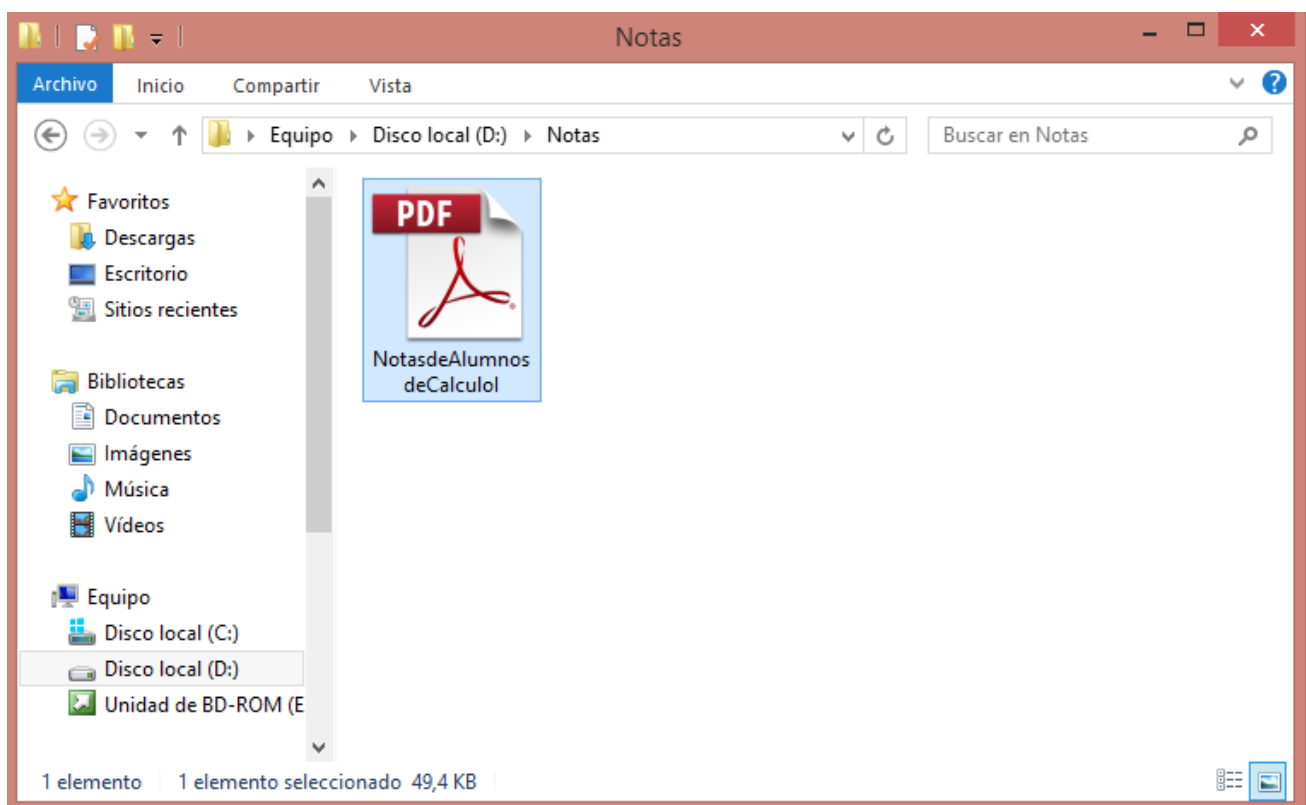 Notas
Archivo Inicio Compartir Vista
Equipo Disco local (D:) Notas Buscar en Notas
Favoritos
Descargas
Escritorio
Sitios recientes
Bibliotecas
Documentos
Imágenes
Música
Vídeos
Equipo
Disco local (C:)
Disco local (D:)
Unidad de BD-ROM (E
PDF
NotasdeAlumnos
deCalculoI
1 elemento 1 elemento seleccionado 49,4 KB